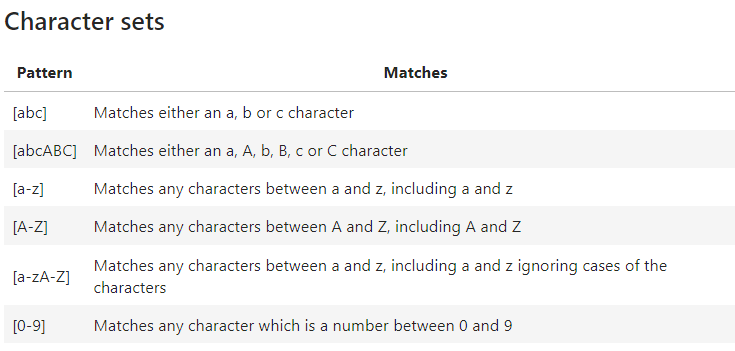 Character sets
Pattern Matches
[abc] Matches either an a, b or c character
[abcABC] Matches either an a, A, b, B, c or C character
[a-z] Matches any characters between a and z, including a and z
[A-Z] Matches any characters between A and Z, including A and Z
[a-zA-Z] Matches any characters between a and z, including a and z ignoring cases of the
characters
[0-9] Matches any character which is a number between 0 and 9